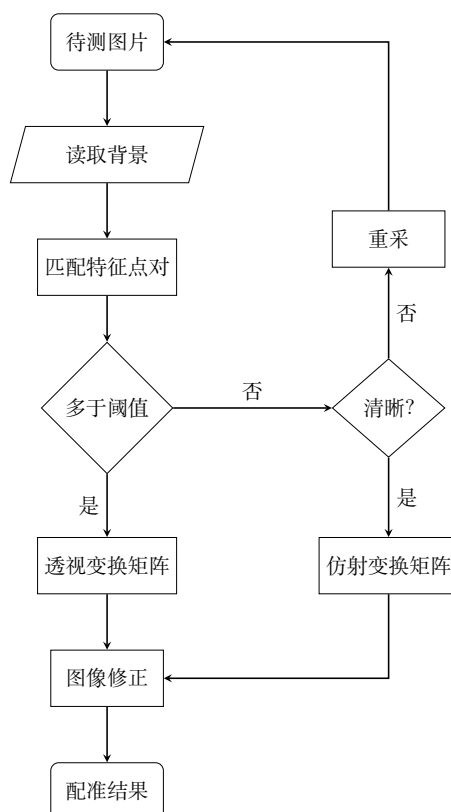 待测图片
读取背景
匹配特征点对
重采
否
多于阈值
否
清晰?
是
是
透视变换矩阵
仿射变换矩阵
图像修正
配准结果